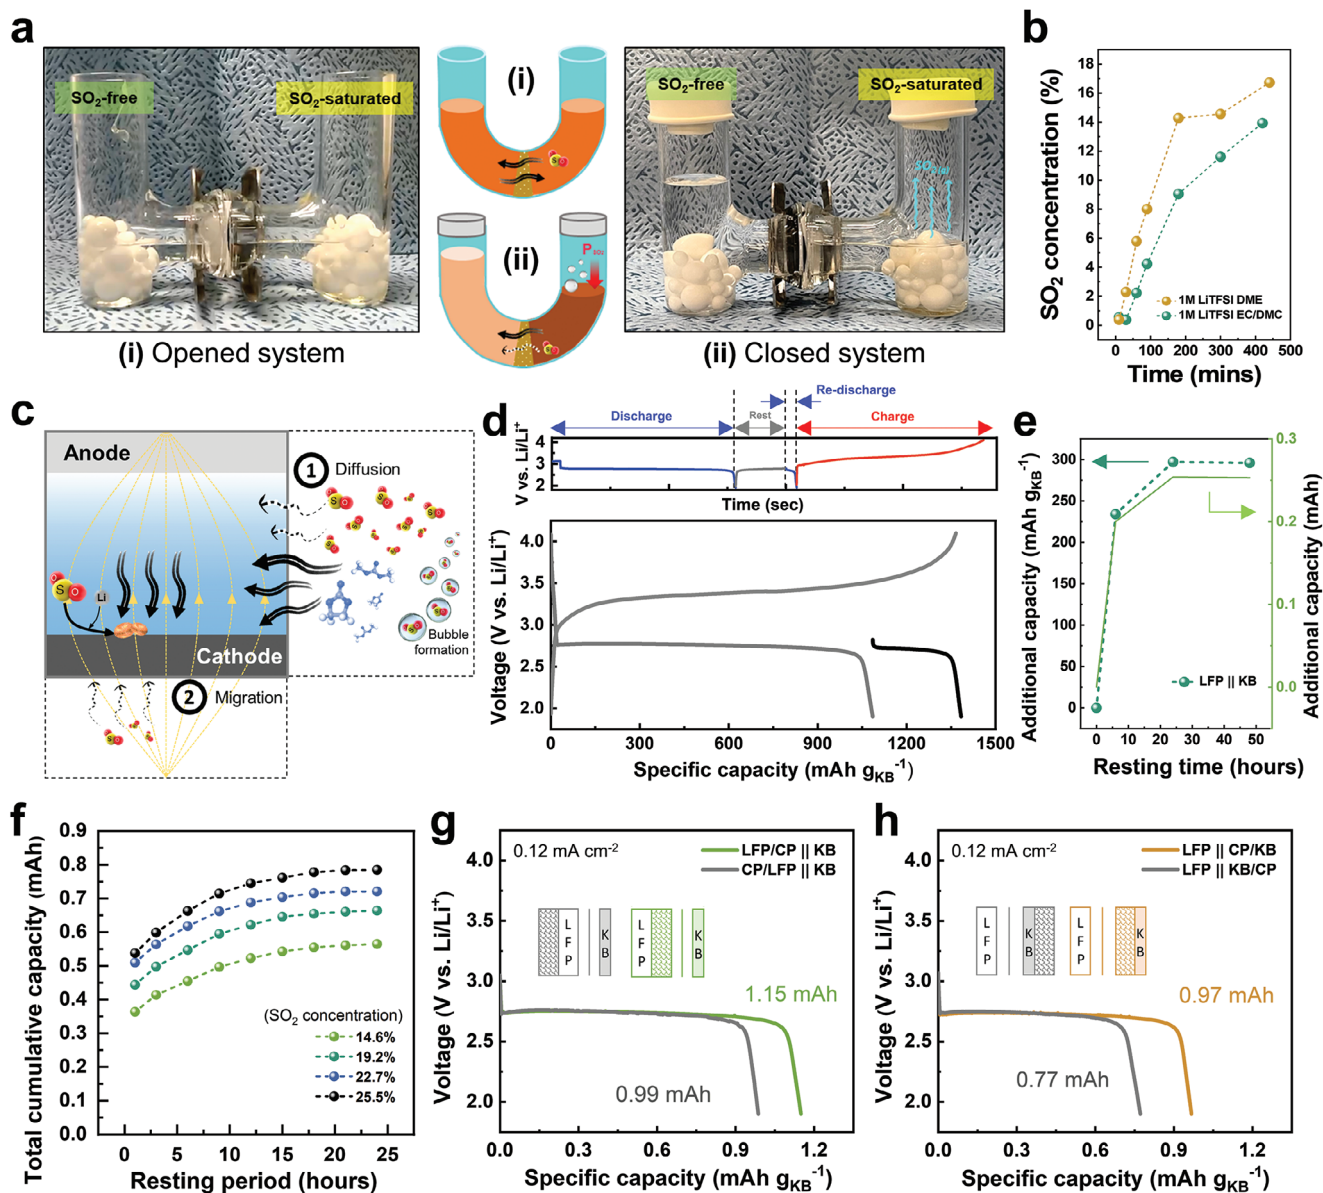 a
SO2-free
SO2-saturated
(i) Opened system
(i)
S
O
(ii)
P SO2
S
O
SO2-free
SO2-saturated
SO2(g)
(ii) Closed system
b
SO2 concentration (%)
18
16
14
12
10
8
6
4
2
0
1M LiTFSI DME
1M LiTFSI EC/DMC
0 100 200 300 400 500
Time (mins)
c
Anode
1 Diffusion
S
O
Li
Bubble
formation
Cathode
2 Migration
d
Re-discharge
Discharge
Rest
Charge
V vs. Li/Li+
4
3
2
Time (sec)
Voltage (V vs. Li/Li+)
4.0
3.5
3.0
2.5
2.0
0 300 600 900 1200 1500
Specific capacity (mAh gKB-1)
e
Additional capacity (mAh gKB-1)
300
250
200
150
100
50
0
LFP || KB
0.3
0.2
0.1
0.0
Additional capacity (mAh)
0 10 20 30 40 50
Resting time (hours)
f
Total cumulative capacity (mAh)
0.9
0.8
0.7
0.6
0.5
0.4
0.3
0.2
0.1
0.0
(SO2 concentration)
14.6%
19.2%
22.7%
25.5%
0 5 10 15 20 25
Resting period (hours)
g
Voltage (V vs. Li/Li+)
4.0
3.5
3.0
2.5
2.0
0.12 mA cm-2
LFP/CP || KB
CP/LFP || KB
LFP
KB
LFP
KB
1.15 mAh
0.99 mAh
0.0 0.3 0.6 0.9 1.2
Specific capacity (mAh gKB-1)
h
Voltage (V vs. Li/Li+)
4.0
3.5
3.0
2.5
2.0
0.12 mA cm-2
LFP || CP/KB
LFP || KB/CP
LFP
KB
LFP
KB
0.97 mAh
0.77 mAh
0.0 0.3 0.6 0.9 1.2
Specific capacity (mAh gKB-1)